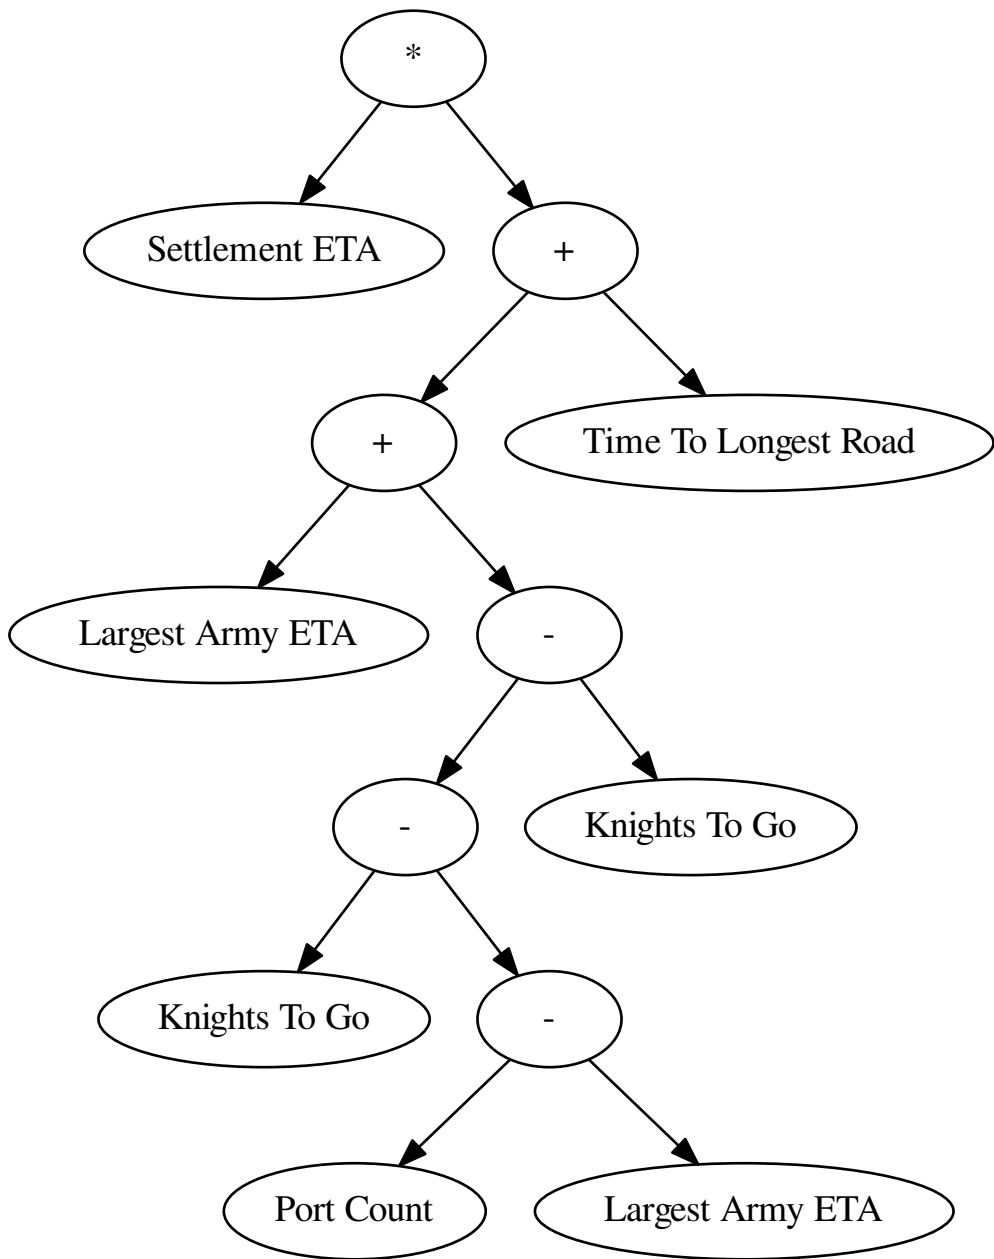 *
Settlement ETA
+
+
Time To Longest Road
Largest Army ETA
-
-
Knights To Go
Knights To Go
-
Port Count
Largest Army ETA